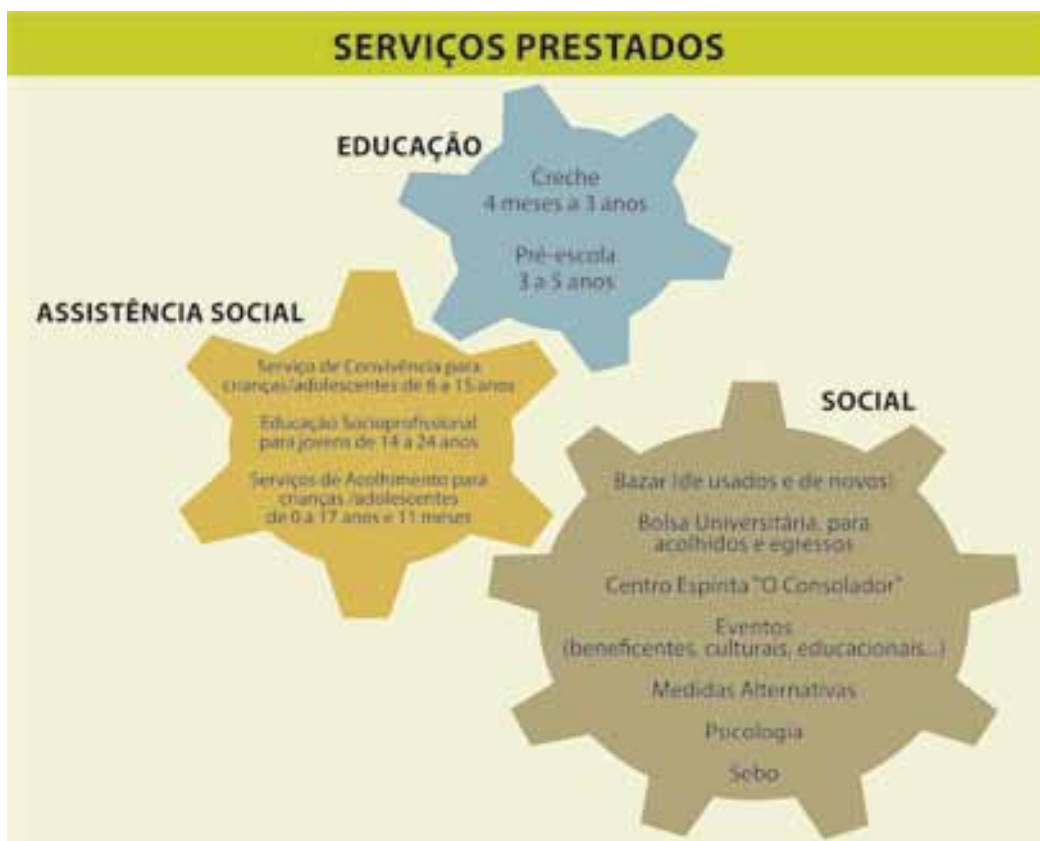 SERVIÇOS PRESTADOS
EDUCAÇÃO
Creche
4 meses a 3 anos
Pré-escola
3 a 5 anos
ASSISTÊNCIA SOCIAL
Serviço de Convivência para
crianças/adolescentes de 6 a 15 anos
Educação Socioprofissional
para jovens de 14 a 24 anos
Serviços de Acolhimento para
crianças /adolescentes
de 0 a 17 anos e 11 meses
SOCIAL
Bazar (de usados e de novos)
Bolsa Universitária, para
acolhidos e egressos
Centro Espírita "O Consolador"
Eventos
(beneficentes, culturais, educacionais...)
Medidas Alternativas
Psicologia
Sebo